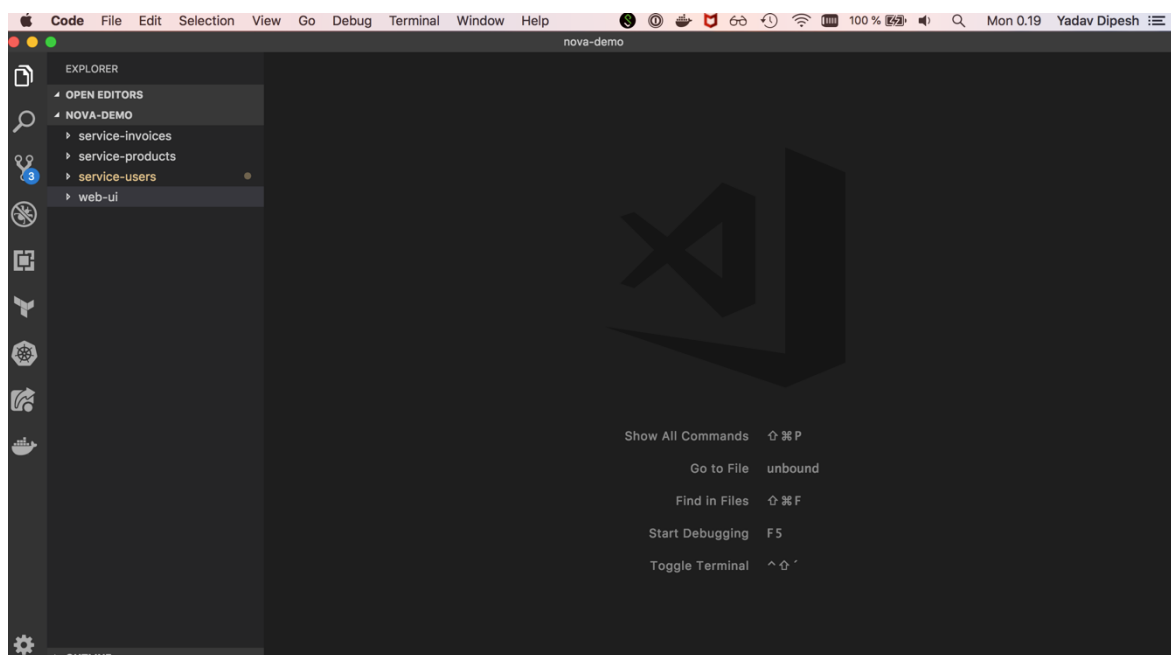 Code File Edit Selection View Go Debug Terminal Window Help 100 % Mon 0.19 Yadav Dipesh
nova-demo
EXPLORER
OPEN EDITORS
NOVA-DEMO
service-invoices
service-products
service-users
web-ui
3
Show All Commands ⇧⌘P
Go to File unbound
Find in Files ⇧⌘F
Start Debugging F5
Toggle Terminal ^⇧´
OUTLINE